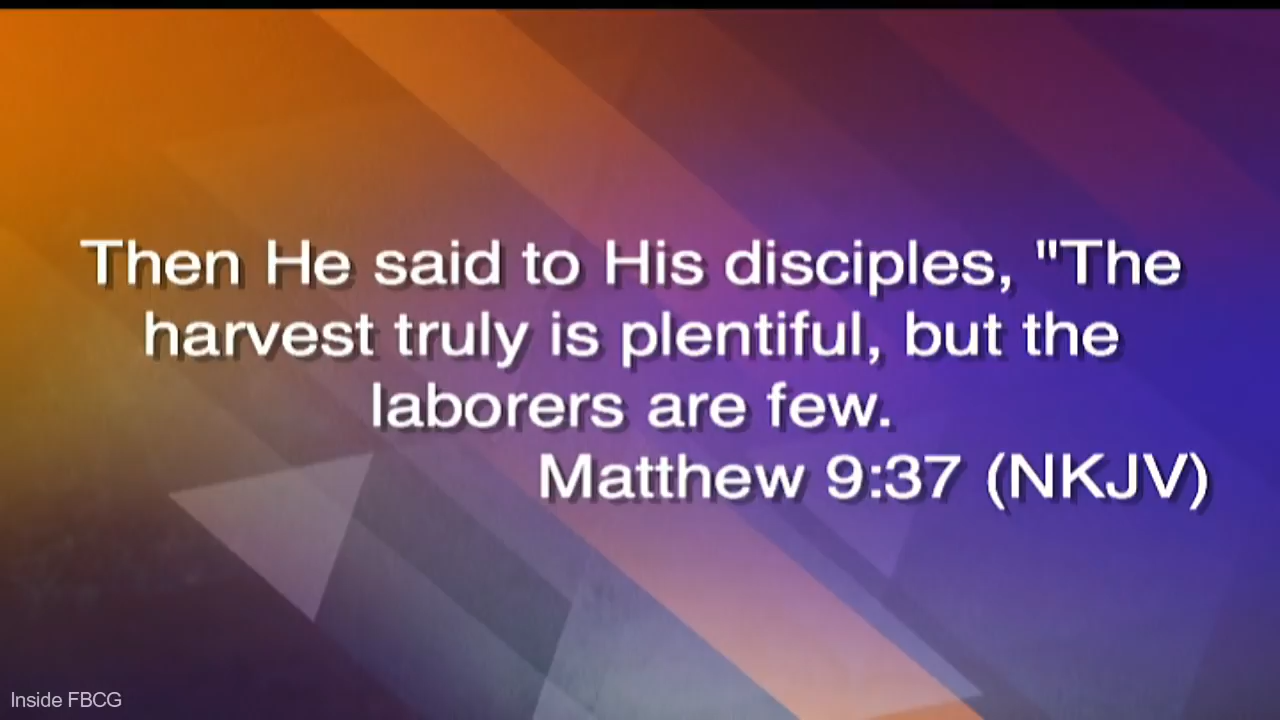 Then He said to His disciples, "The
harvest truly is plentiful, but the
laborers are few.
Matthew 9:37 (NKJV)
Inside FBCG